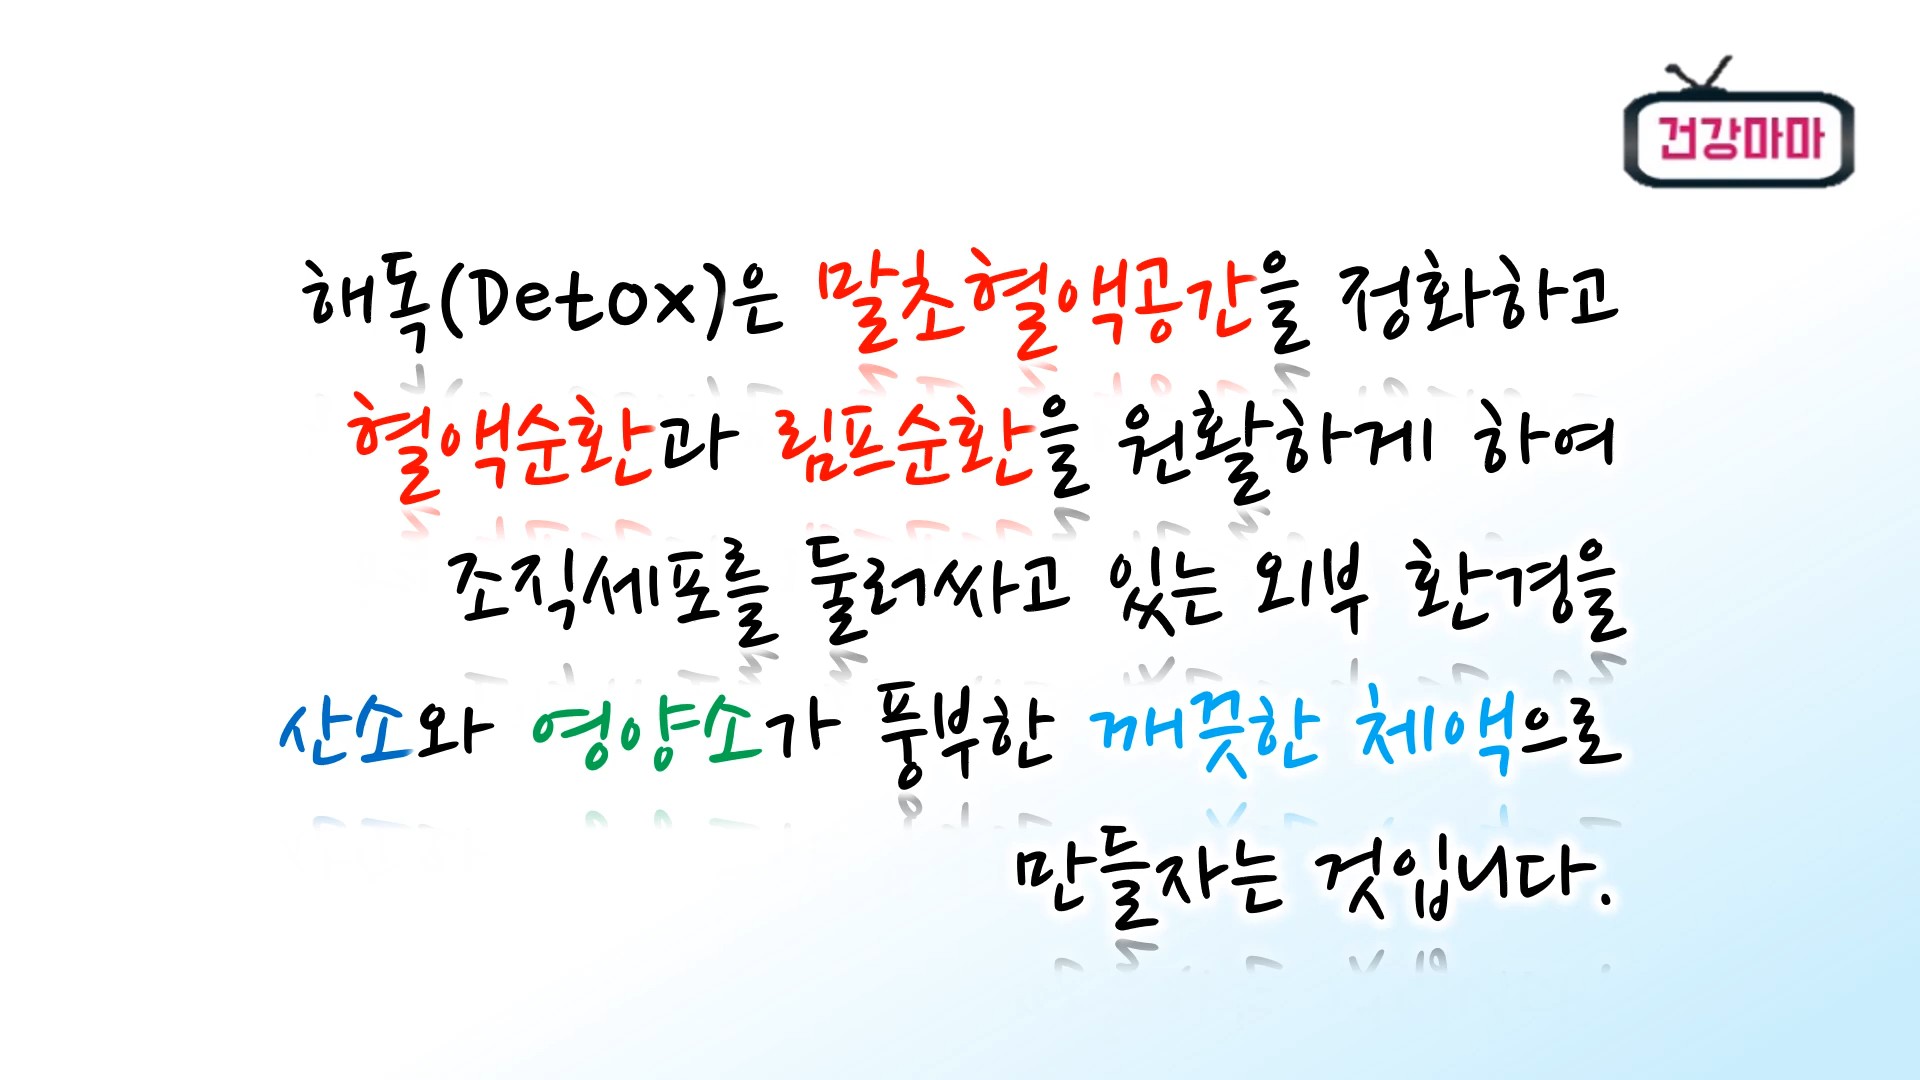 건강마마
해독(Detox)은 말초혈액공간을 정화하고
혈액순환과 림프순환을 원활하게 하여
조직세포를 둘러싸고 있는 외부 환경을
산소와 영양소가 풍부한 깨끗한 체액으로
만들자는 것입니다.